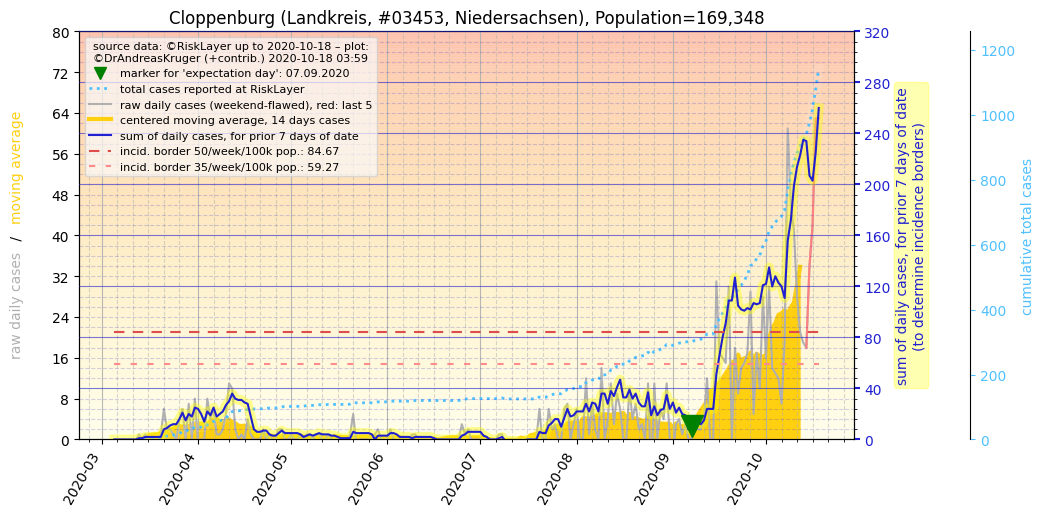 Cloppenburg (Landkreis, #03453, Niedersachsen), Population=169,348
source data: ©RiskLayer up to 2020-10-18 – plot:
©DrAndreasKruger (+contrib.) 2020-10-18 03:59
marker for 'expectation day': 07.09.2020
total cases reported at RiskLayer
raw daily cases (weekend-flawed), red: last 5
centered moving average, 14 days cases
sum of daily cases, for prior 7 days of date
incid. border 50/week/100k pop.: 84.67
incid. border 35/week/100k pop.: 59.27
raw daily cases / moving average
80
72
64
56
48
40
32
24
16
8
0
2020-03
2020-04
2020-05
2020-06
2020-07
2020-08
2020-09
2020-10
320
280
240
200
160
120
80
40
0
sum of daily cases, for prior 7 days of date
(to determine incidence borders)
1200
1000
800
600
400
200
0
cumulative total cases